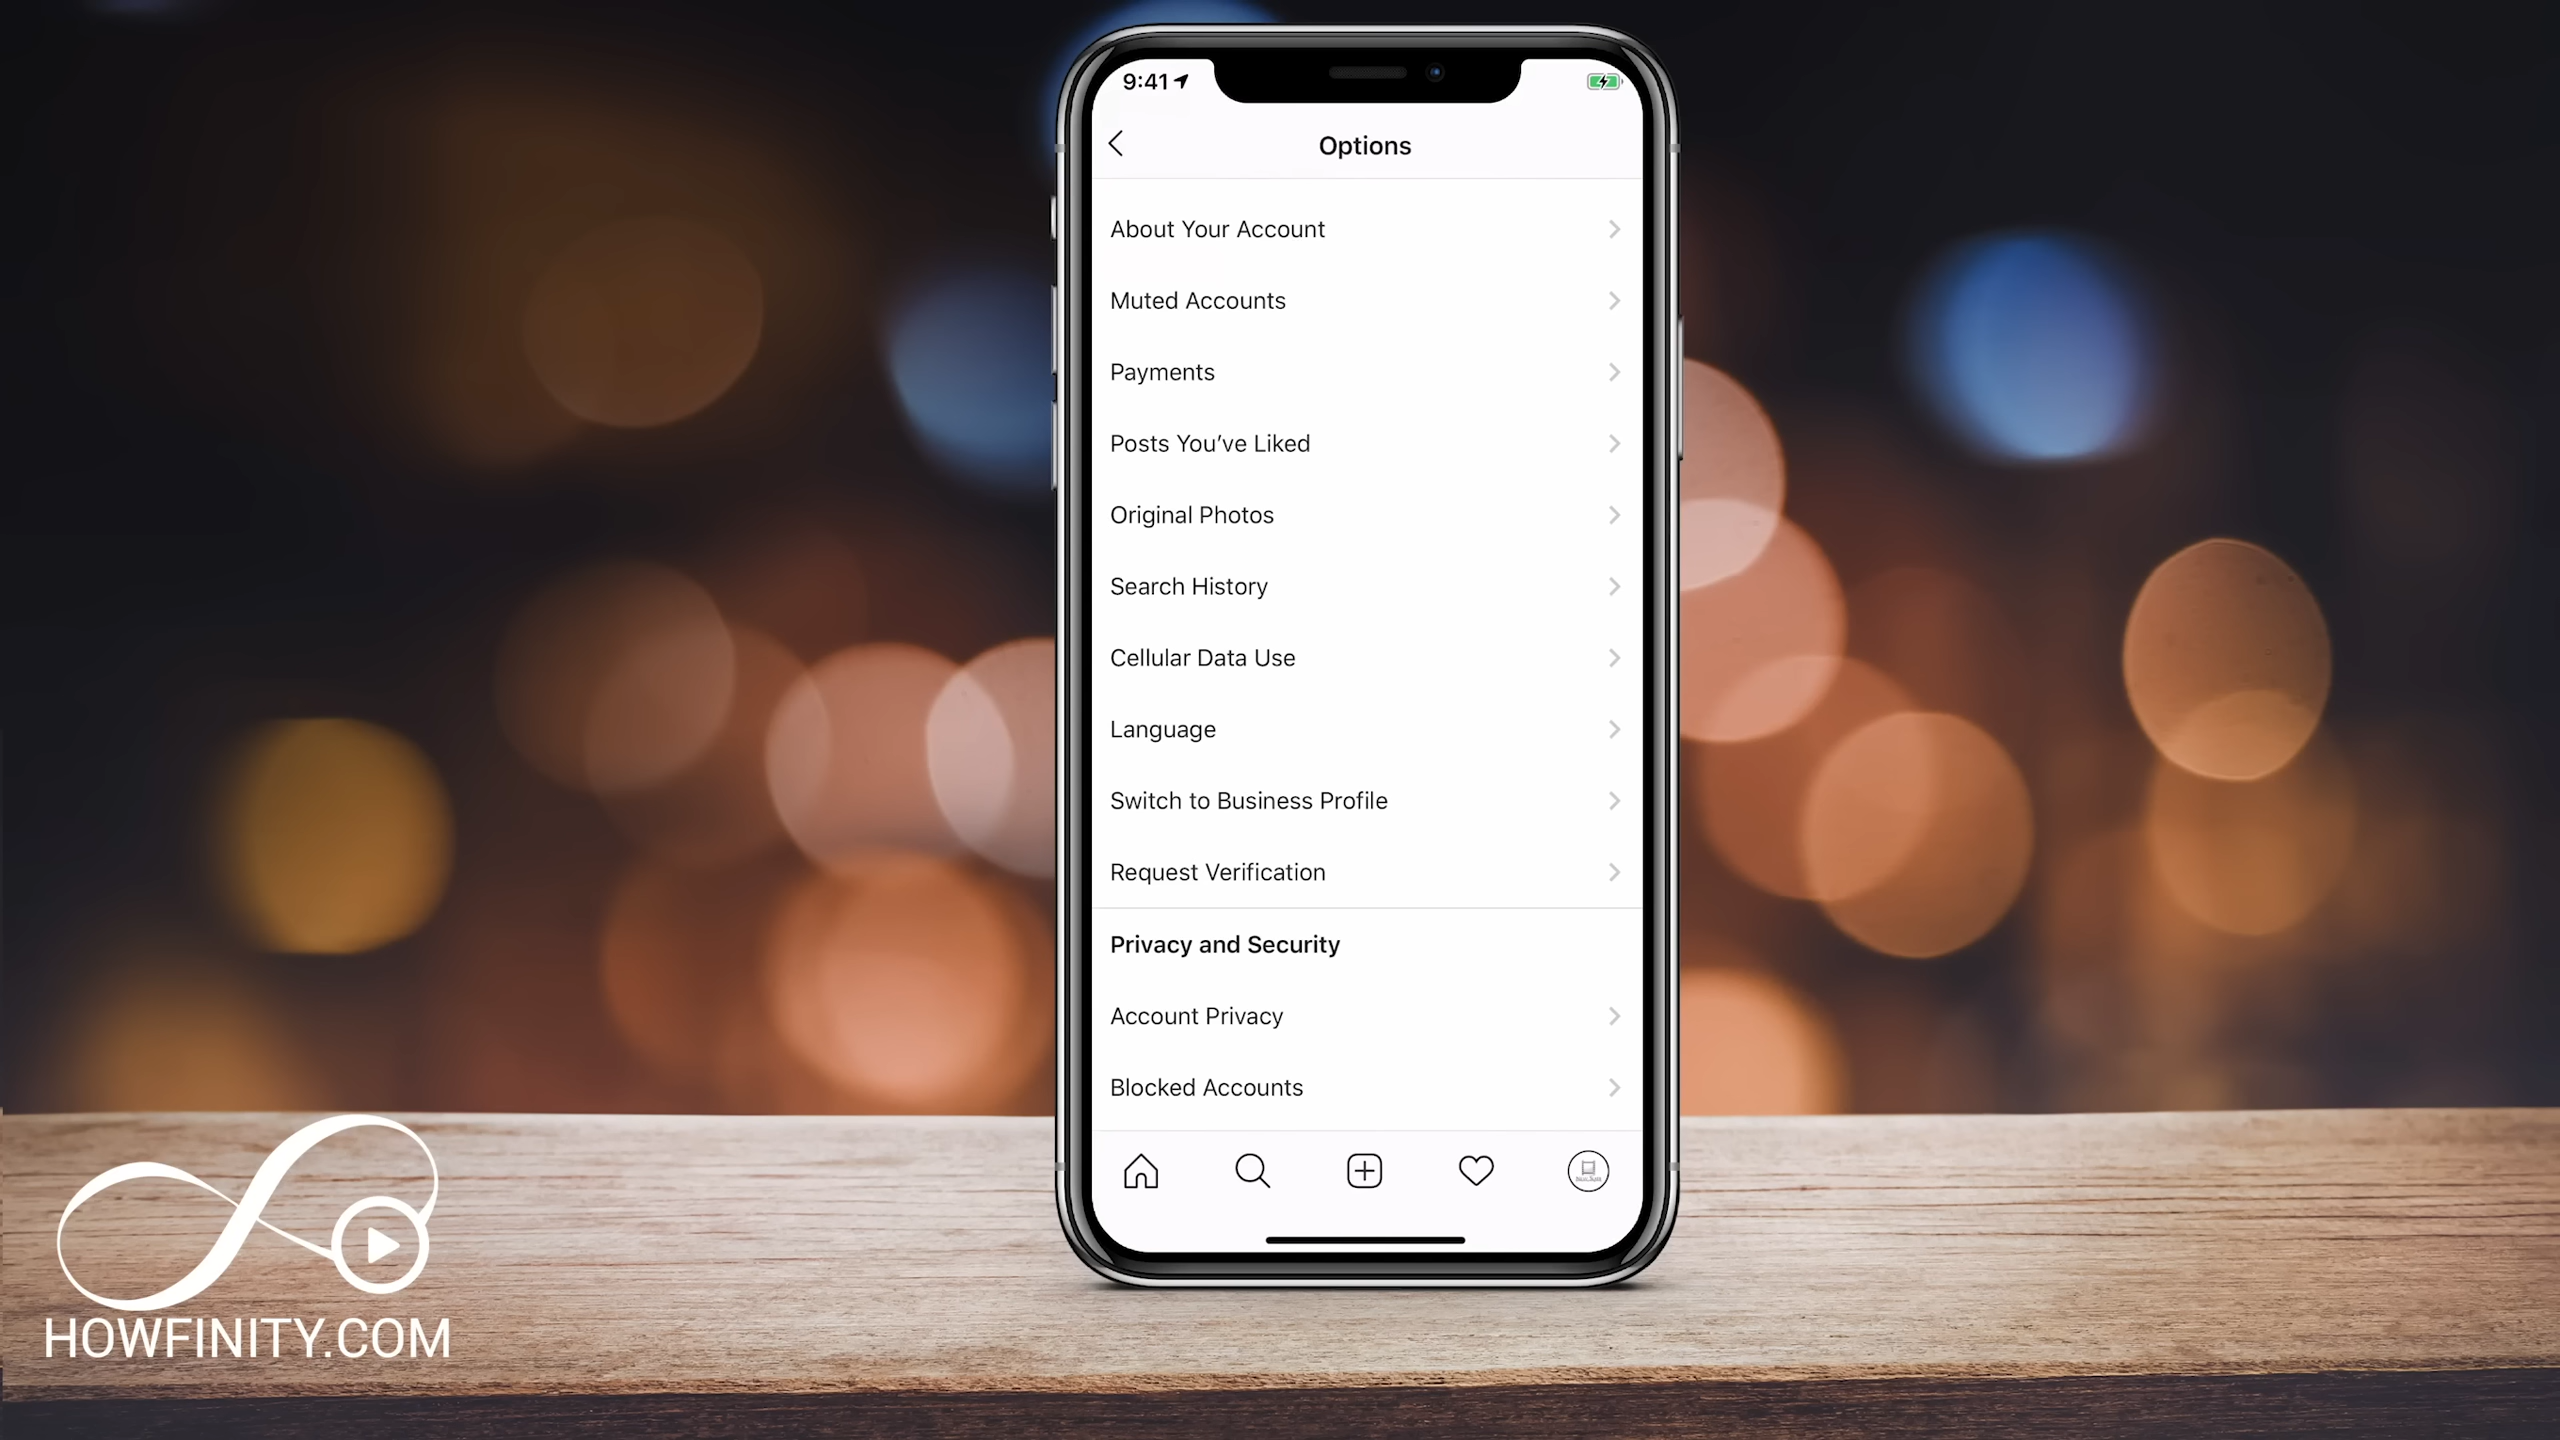 9:41
Options
About Your Account
Muted Accounts
Payments
Posts You’ve Liked
Original Photos
Search History
Cellular Data Use
Language
Switch to Business Profile
Request Verification
Privacy and Security
Account Privacy
Blocked Accounts
HOWFINITY.COM